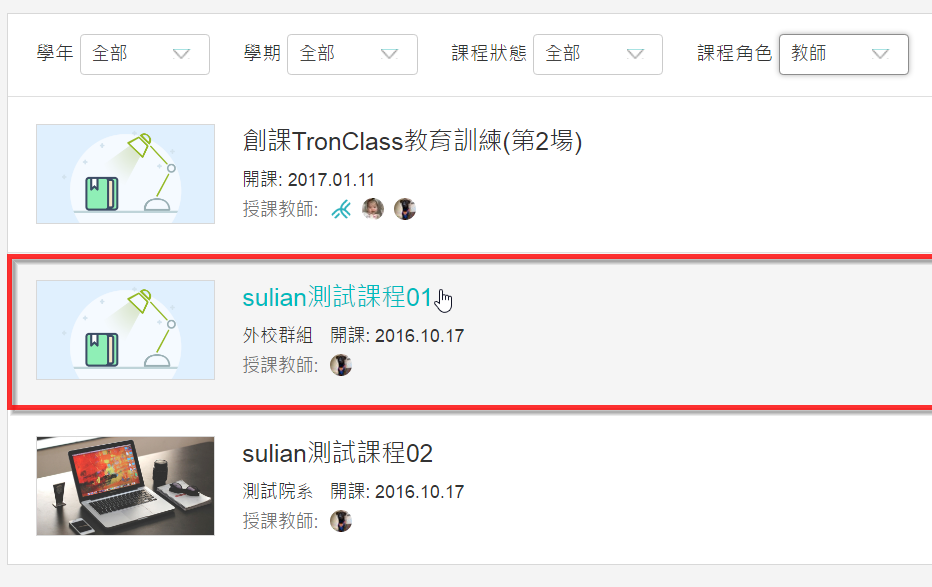 學年 全部 學期 全部 課程狀態 全部 課程角色 教師
創課TronClass教育訓練(第2場)
開課: 2017.01.11
授課教師:
sulian測試課程01
外校群組 開課: 2016.10.17
授課教師:
sulian測試課程02
測試院系 開課: 2016.10.17
授課教師: